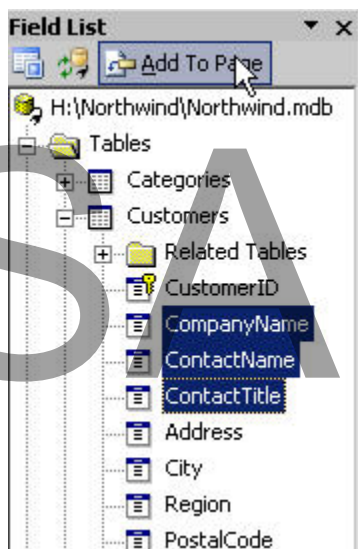 Field List
Add To Page
H:\Northwind\Northwind.mdb
Tables
Categories
Customers
Related Tables
CustomerID
CompanyName
ContactName
ContactTitle
Address
City
Region
PostalCode
SA